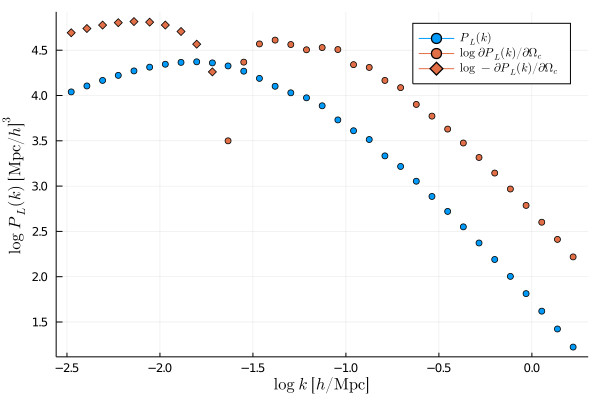 P_L(k)
log ∂P_L(k)/∂Ω_c
log −∂P_L(k)/∂Ω_c
log P_L(k) [Mpc/h]^3
4.5
4.0
3.5
3.0
2.5
2.0
1.5
−2.5 −2.0 −1.5 −1.0 −0.5 0.0
log k [h/Mpc]